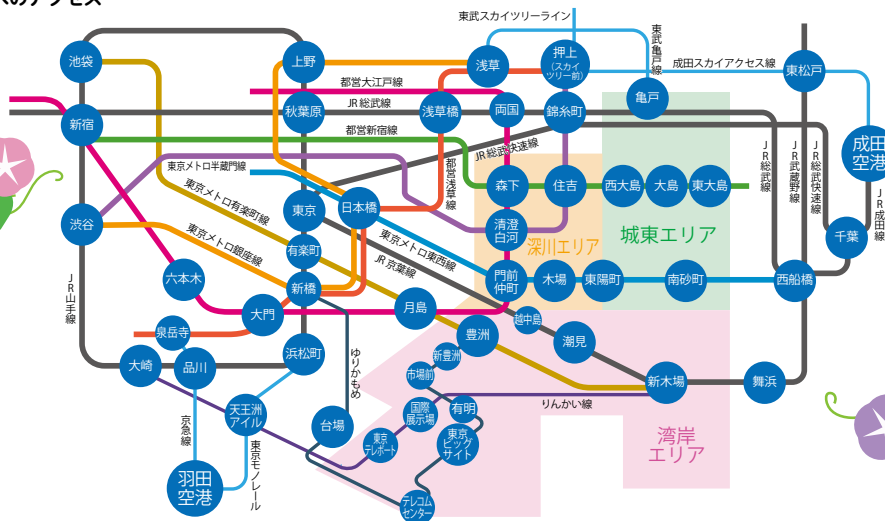 へのアクセス
東武スカイツリーライン
池袋
上野
浅草
押上
(スカイ
ツリー前)
東武亀戸線
成田スカイアクセス線
東松戸
都営大江戸線
亀戸
JR総武線
新宿
秋葉原
浅草橋
両国
錦糸町
都営新宿線
JR総武快速線
成田
空港
東京メトロ半蔵門線
都営浅草線
JR総武線
JR武蔵野線
JR総武快速線
JR成田線
東京メトロ有楽町線
森下
住吉
西大島
大島
東大島
渋谷
東京
日本橋
清澄
白河
千葉
東京メトロ銀座線
有楽町
東京メトロ東西線
深川エリア
城東エリア
JR京葉線
JR山手線
六本木
新橋
門前
仲町
木場
東陽町
南砂町
西船橋
大門
月島
越中島
泉岳寺
豊洲
潮見
大崎
品川
浜松町
ゆりかもめ
新豊洲
市場前
新木場
舞浜
りんかい線
京急線
天王洲
アイル
台場
国際
展示場
有明
東京
テレポート
東京
ビッグ
サイト
湾岸
エリア
東京モノレール
羽田
空港
テレコム
センター